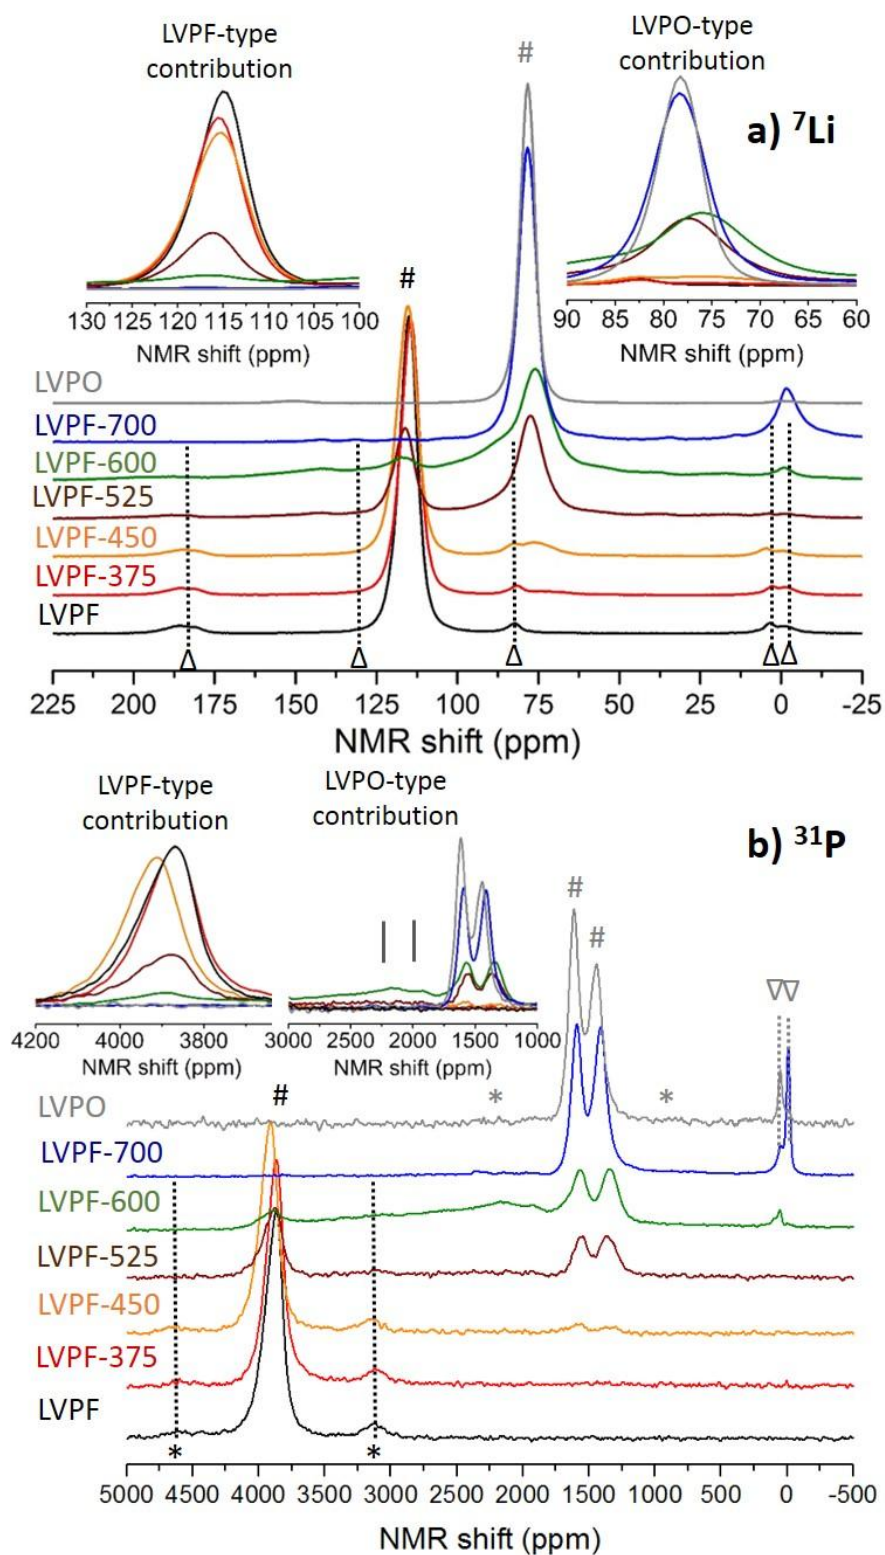 LVPF-type
contribution
#
LVPO-type
contribution
a) ⁷Li
130 125 120 115 110 105 100
NMR shift (ppm)
#
90 85 80 75 70 65 60
NMR shift (ppm)
LVPO
LVPF-700
LVPF-600
LVPF-525
LVPF-450
LVPF-375
LVPF
Δ Δ Δ Δ Δ
225 200 175 150 125 100 75 50 25 0 -25
NMR shift (ppm)
LVPF-type
contribution
LVPO-type
contribution
b) ³¹P
4200 4000 3800
NMR shift (ppm)
3000 2500 2000 1500 1000
NMR shift (ppm)
# #
∇ ∇
LVPO
#
* *
LVPF-700
LVPF-600
LVPF-525
LVPF-450
LVPF-375
LVPF
* *
5000 4500 4000 3500 3000 2500 2000 1500 1000 500 0 -500
NMR shift (ppm)